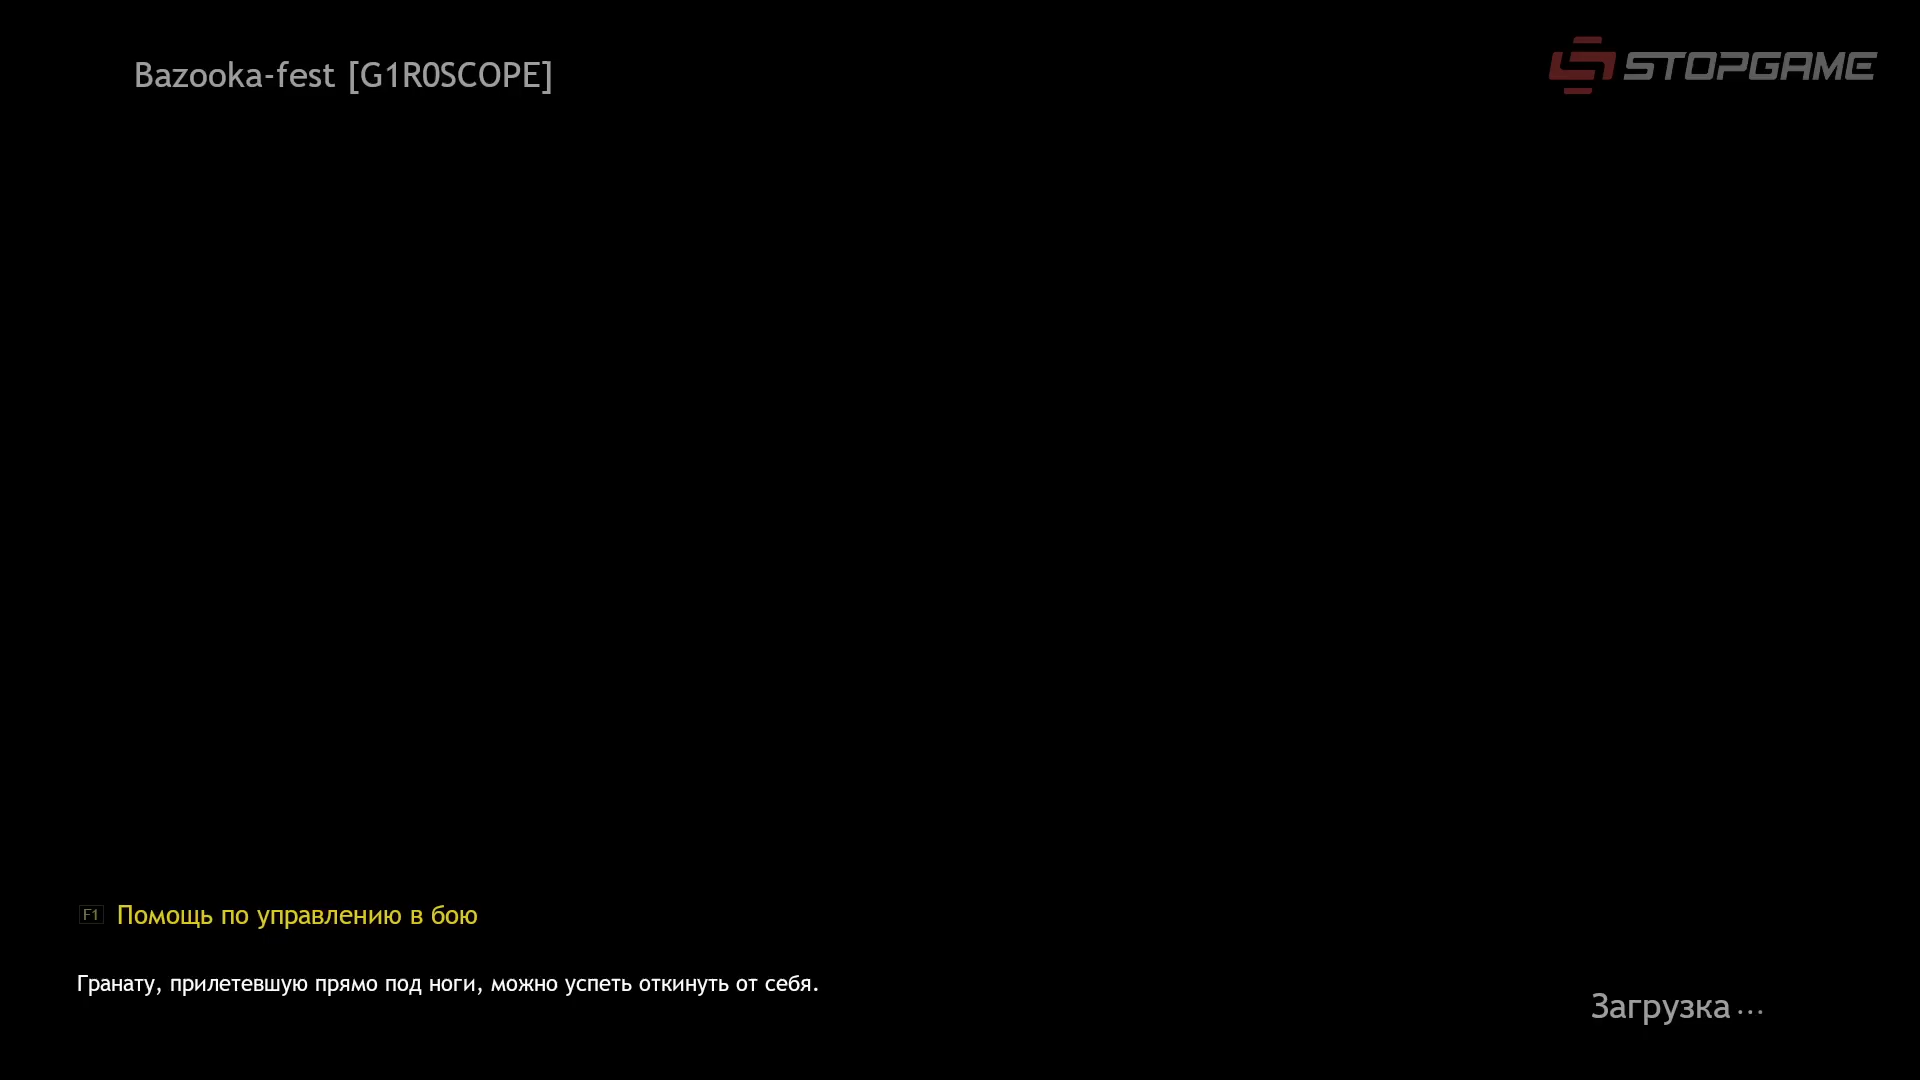 Bazooka-fest [G1R0SCOPE]
STOPGAME
F1 Помощь по управлению в бою
Гранату, прилетевшую прямо под ноги, можно успеть откинуть от себя.
Загрузка...